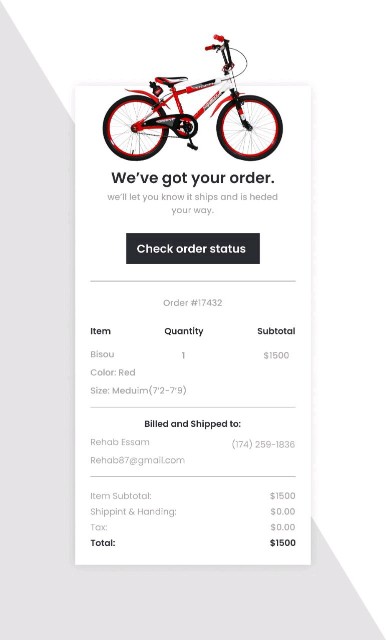 We've got your order.
we'll let you know it ships and is heded
your way.
Check order status
Order #17432
Item Quantity Subtotal
Bisou 1 $1500
Color: Red
Size: Meduim(7'2-7'9)
Billed and Shipped to:
Rehab Essam (174) 259-1836
Rehab87@gmail.com
Item Subtotal: $1500
Shippint & Handing: $0.00
Tax: $0.00
Total: $1500